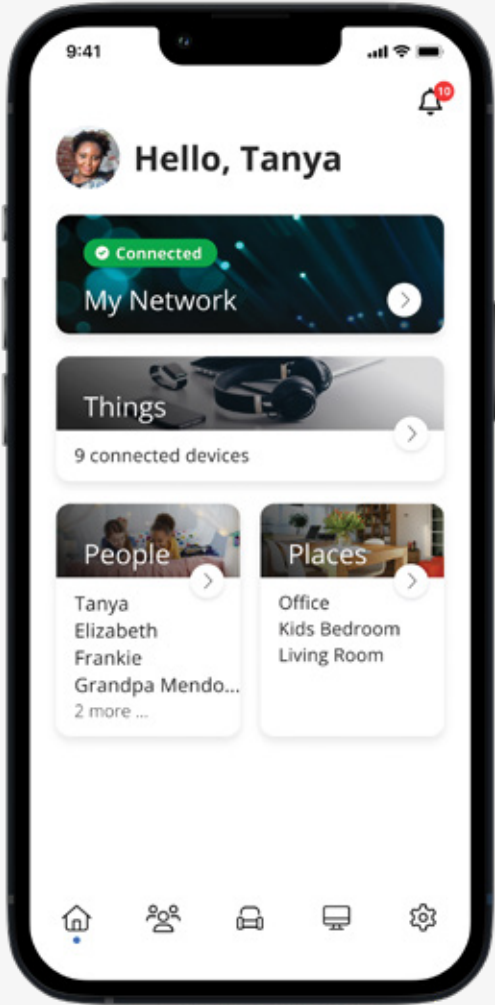 9:41
10
Hello, Tanya
Connected
My Network
Things
9 connected devices
People
Tanya
Elizabeth
Frankie
Grandpa Mendo...
2 more ...
Places
Office
Kids Bedroom
Living Room